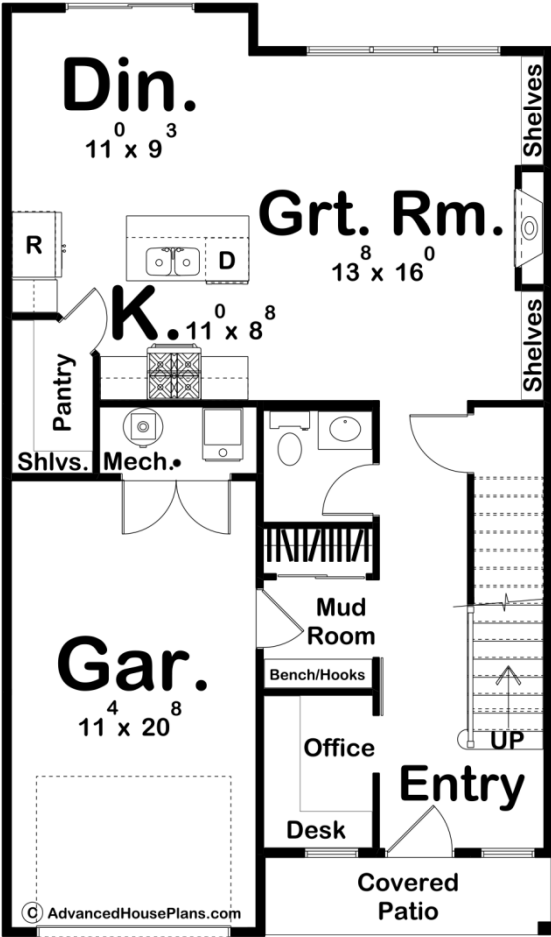 Din.
11⁰ x 9³
Shelves
Grt. Rm.
13⁸ x 16⁰
R
D
K. 11⁰ x 8⁸
Shelves
Pantry
Shlvs.
Mech.
Mud
Room
Bench/Hooks
Gar.
11⁴ x 20⁸
Office
UP
Entry
Desk
Covered
Patio
© AdvancedHousePlans.com